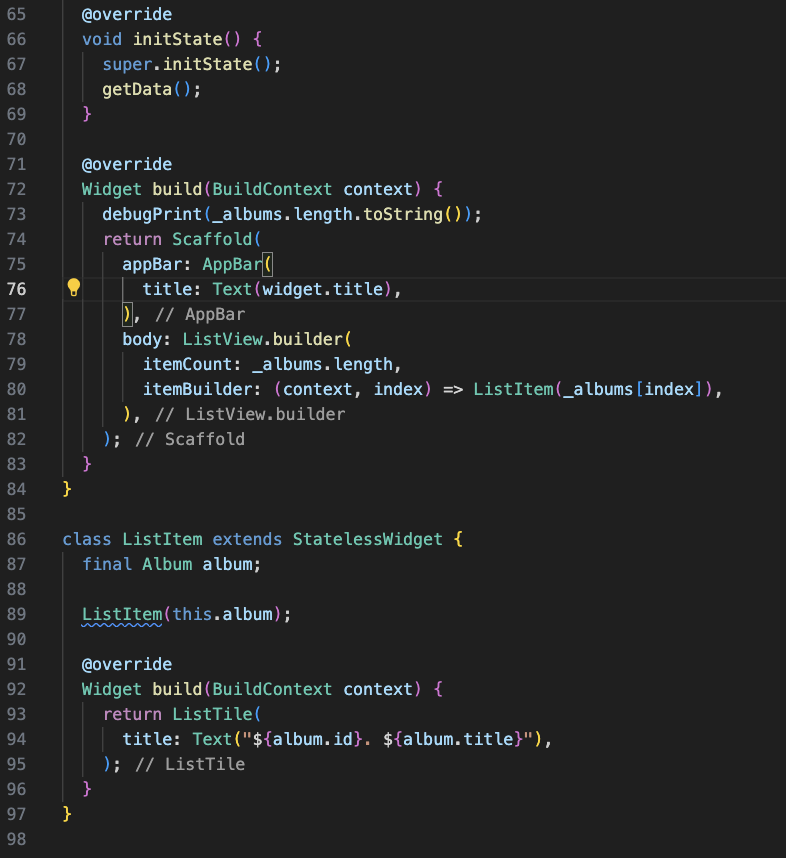 65 @override
66 void initState() {
67 super.initState();
68 getData();
69 }
70
71 @override
72 Widget build(BuildContext context) {
73 debugPrint(_albums.length.toString());
74 return Scaffold(
75 appBar: AppBar(
76 title: Text(widget.title),
77 ), // AppBar
78 body: ListView.builder(
79 itemCount: _albums.length,
80 itemBuilder: (context, index) => ListItem(_albums[index]),
81 ), // ListView.builder
82 ); // Scaffold
83 }
84 }
85
86 class ListItem extends StatelessWidget {
87 final Album album;
88
89 ListItem(this.album);
90
91 @override
92 Widget build(BuildContext context) {
93 return ListTile(
94 title: Text("${album.id}. ${album.title}"),
95 ); // ListTile
96 }
97 }
98